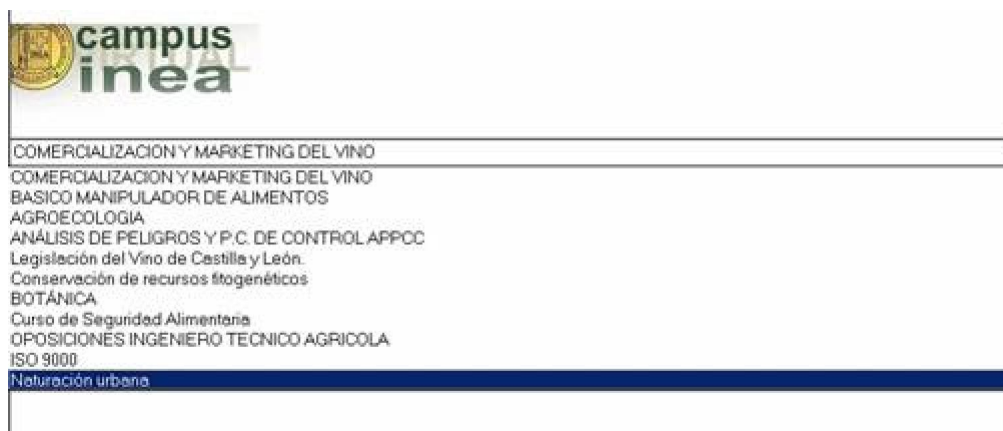 campus
VIRTUAL
inea
COMERCIALIZACION Y MARKETING DEL VINO
COMERCIALIZACION Y MARKETING DEL VINO
BASICO MANIPULADOR DE ALIMENTOS
AGROECOLOGIA
ANÁLISIS DE PELIGROS Y P.C. DE CONTROL APPCC
Legislación del Vino de Castilla y León.
Conservación de recursos fitogenéticos
BOTÁNICA
Curso de Seguridad Alimentaria
OPOSICIONES INGENIERO TECNICO AGRICOLA
ISO 9000
Naturación urbana